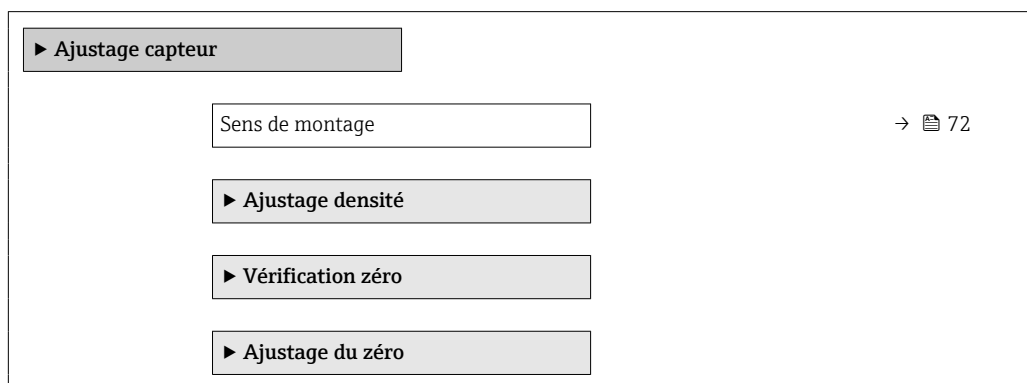 ▶ Ajustage capteur
Sens de montage → 🖺 72
▶ Ajustage densité
▶ Vérification zéro
▶ Ajustage du zéro